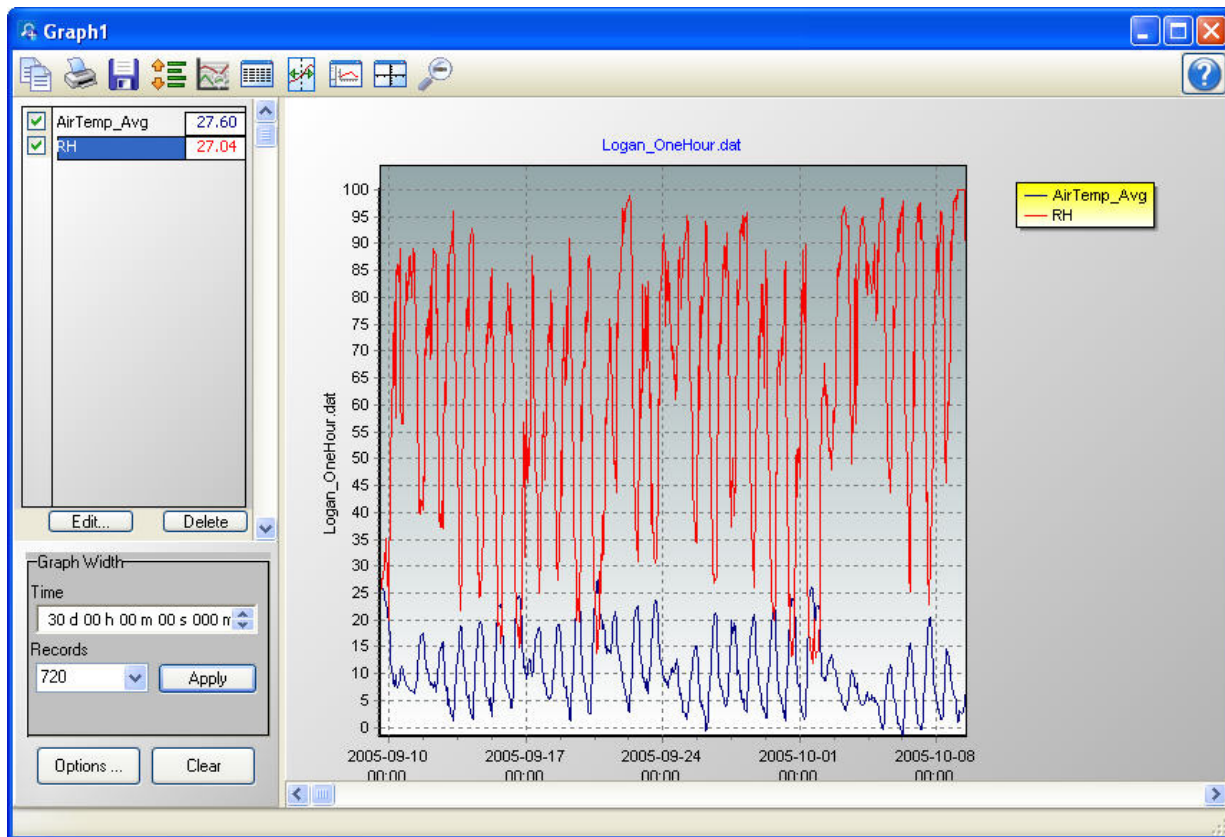 Graph1
AirTemp_Avg 27.60
RH 27.04
Edit... Delete
Graph Width
Time
30 d 00 h 00 m 00 s 000 m
Records
720 Apply
Options ... Clear
Logan_OneHour.dat
Logan_OneHour.dat
100
95
90
85
80
75
70
65
60
55
50
45
40
35
30
25
20
15
10
5
0
2005-09-10 2005-09-17 2005-09-24 2005-10-01 2005-10-08
00:00 00:00 00:00 00:00 00:00
AirTemp_Avg
RH